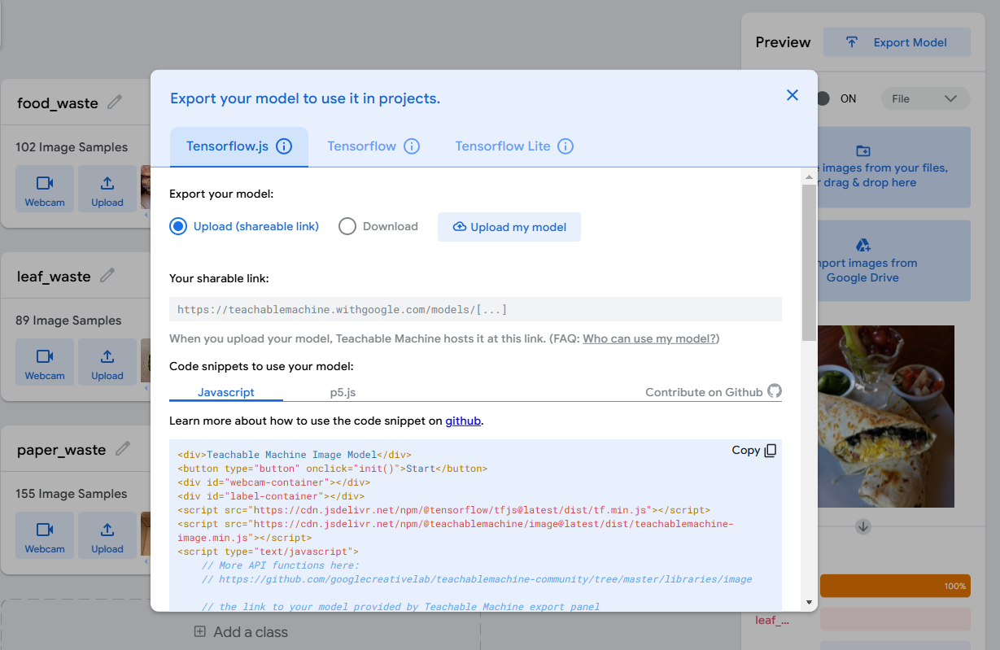 Preview
Export Model
food_waste
102 Image Samples
Webcam
Upload
leaf_waste
89 Image Samples
Webcam
Upload
paper_waste
155 Image Samples
Webcam
Upload
Add a class
Export your model to use it in projects.
Tensorflow.js
Tensorflow
Tensorflow Lite
Export your model:
Upload (shareable link)
Download
Upload my model
Your sharable link:
https://teachablemachine.withgoogle.com/models/[...]
When you upload your model, Teachable Machine hosts it at this link. (FAQ: Who can use my model?)
Code snippets to use your model:
Javascript
p5.js
Contribute on Github
Learn more about how to use the code snippet on github.
Copy
<div>Teachable Machine Image Model</div>
<button type="button" onclick="init()">Start</button>
<div id="webcam-container"></div>
<div id="label-container"></div>
<script src="https://cdn.jsdelivr.net/npm/@tensorflow/tfjs@latest/dist/tf.min.js"></script>
<script src="https://cdn.jsdelivr.net/npm/@teachablemachine/image@latest/dist/teachablemachine-
image.min.js"></script>
<script type="text/javascript">
// More API functions here:
// https://github.com/googlecreativelab/teachablemachine-community/tree/master/libraries/image
// the link to your model provided by Teachable Machine export panel
ON
File
images from your files,
drag & drop here
images from
Google Drive
100%
leaf_...